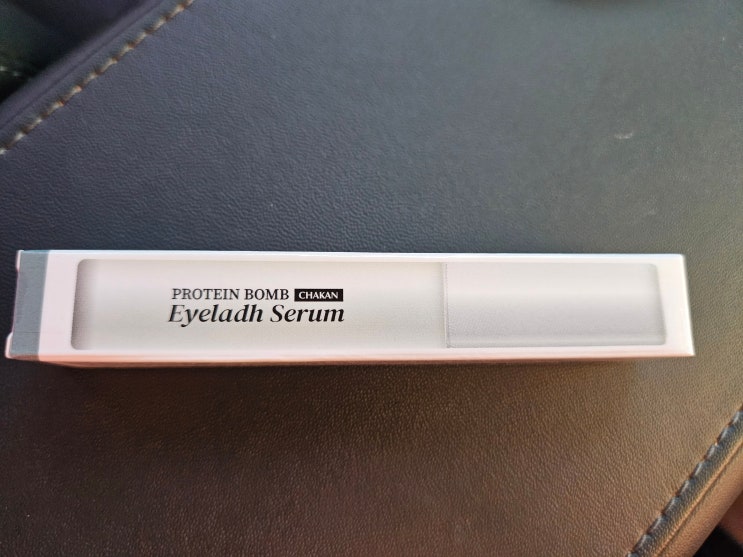 PROTEIN BOMB CHAKAN
Eyeladh Serum